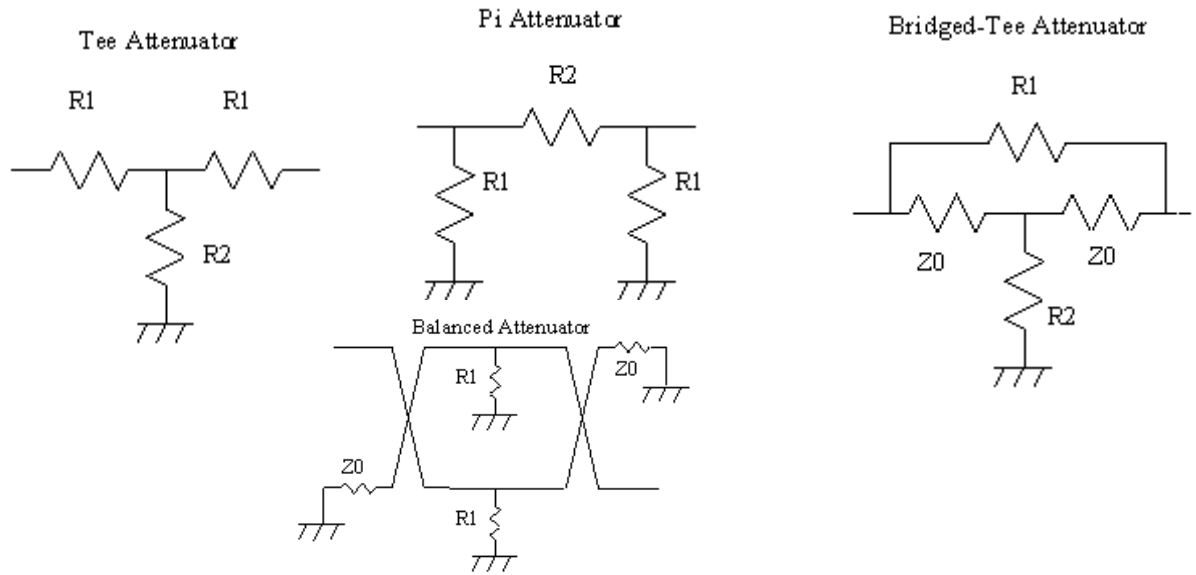 Tee Attenuator
R1 R1
R2
Pi Attenuator
R2
R1 R1
Bridged-Tee Attenuator
R1
Z0 Z0
R2
Balanced Attenuator
R1
Z0
Z0
R1